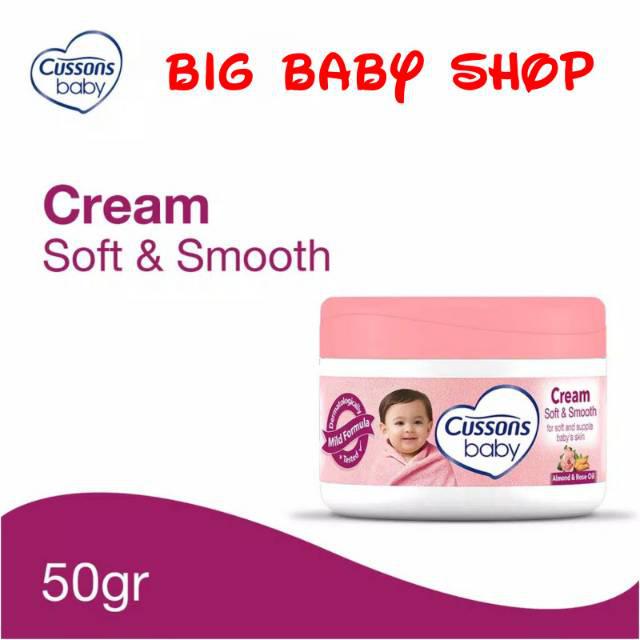 Cussons
baby
BIG BABY SHOP
Cream
Soft & Smooth
Dermatologically
Mild Formula
Tested
Cussons
baby
Cream
Soft & Smooth
for soft and supple
baby's skin
Almond & Rose Oil
50gr